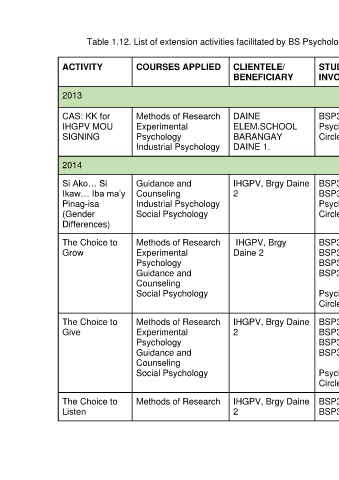 Table 1.12. List of extension activities facilitated by BS Psycholo
ACTIVITY
COURSES APPLIED
CLIENTELE/
BENEFICIARY
STUD
INVO
2013
CAS: KK for
IHGPV MOU
SIGNING
Methods of Research
Experimental
Psychology
Industrial Psychology
DAINE
ELEM.SCHOOL
BARANGAY
DAINE 1.
BSP3
Psych
Circle
2014
Si Ako… Si
Ikaw… Iba ma’y
Pinag-isa
(Gender
Differences)
Guidance and
Counseling
Industrial Psychology
Social Psychology
IHGPV, Brgy Daine
2
BSP3
BSP3
Psych
Circle
The Choice to
Grow
Methods of Research
Experimental
Psychology
Guidance and
Counseling
Social Psychology
IHGPV, Brgy
Daine 2
BSP3
BSP3
BSP3
BSP3
Psych
Circle
The Choice to
Give
Methods of Research
Experimental
Psychology
Guidance and
Counseling
Social Psychology
IHGPV, Brgy Daine
2
BSP3
BSP3
BSP3
BSP3
Psych
Circle
The Choice to
Listen
Methods of Research
IHGPV, Brgy Daine
2
BSP3
BSP3